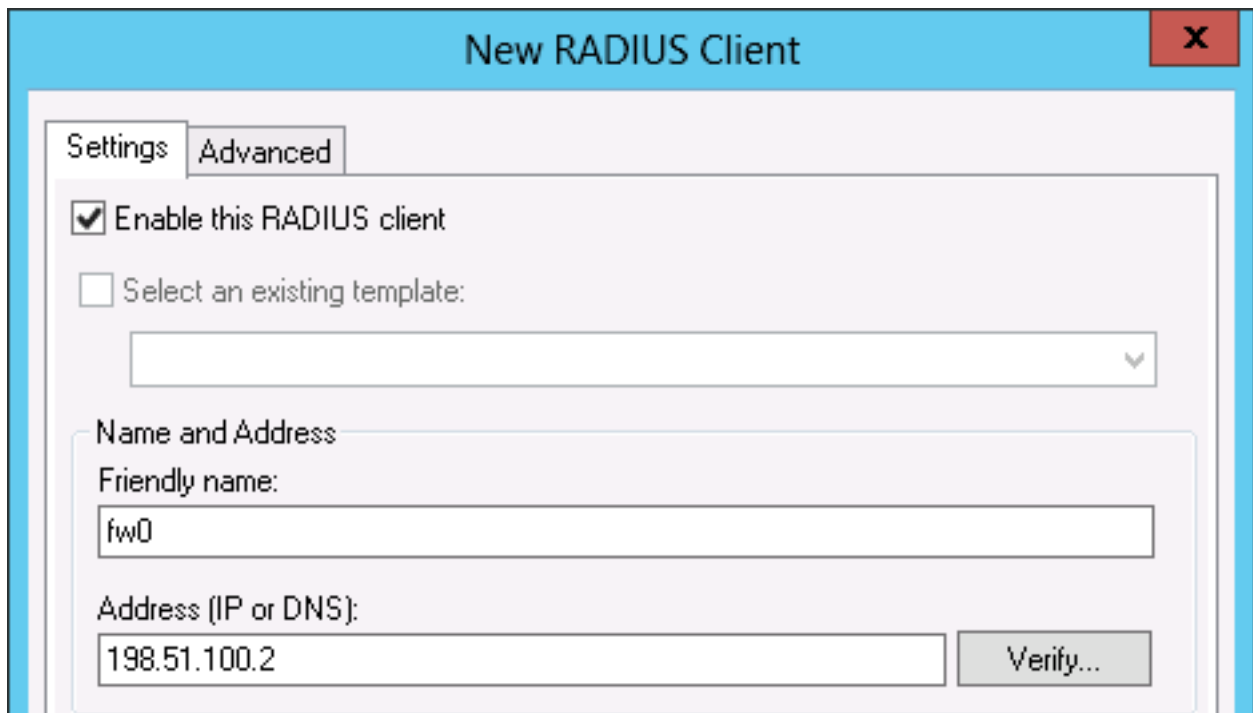 New RADIUS Client
x
Settings Advanced
Enable this RADIUS client
Select an existing template:
Name and Address
Friendly name:
fw0
Address (IP or DNS):
198.51.100.2 Verify...